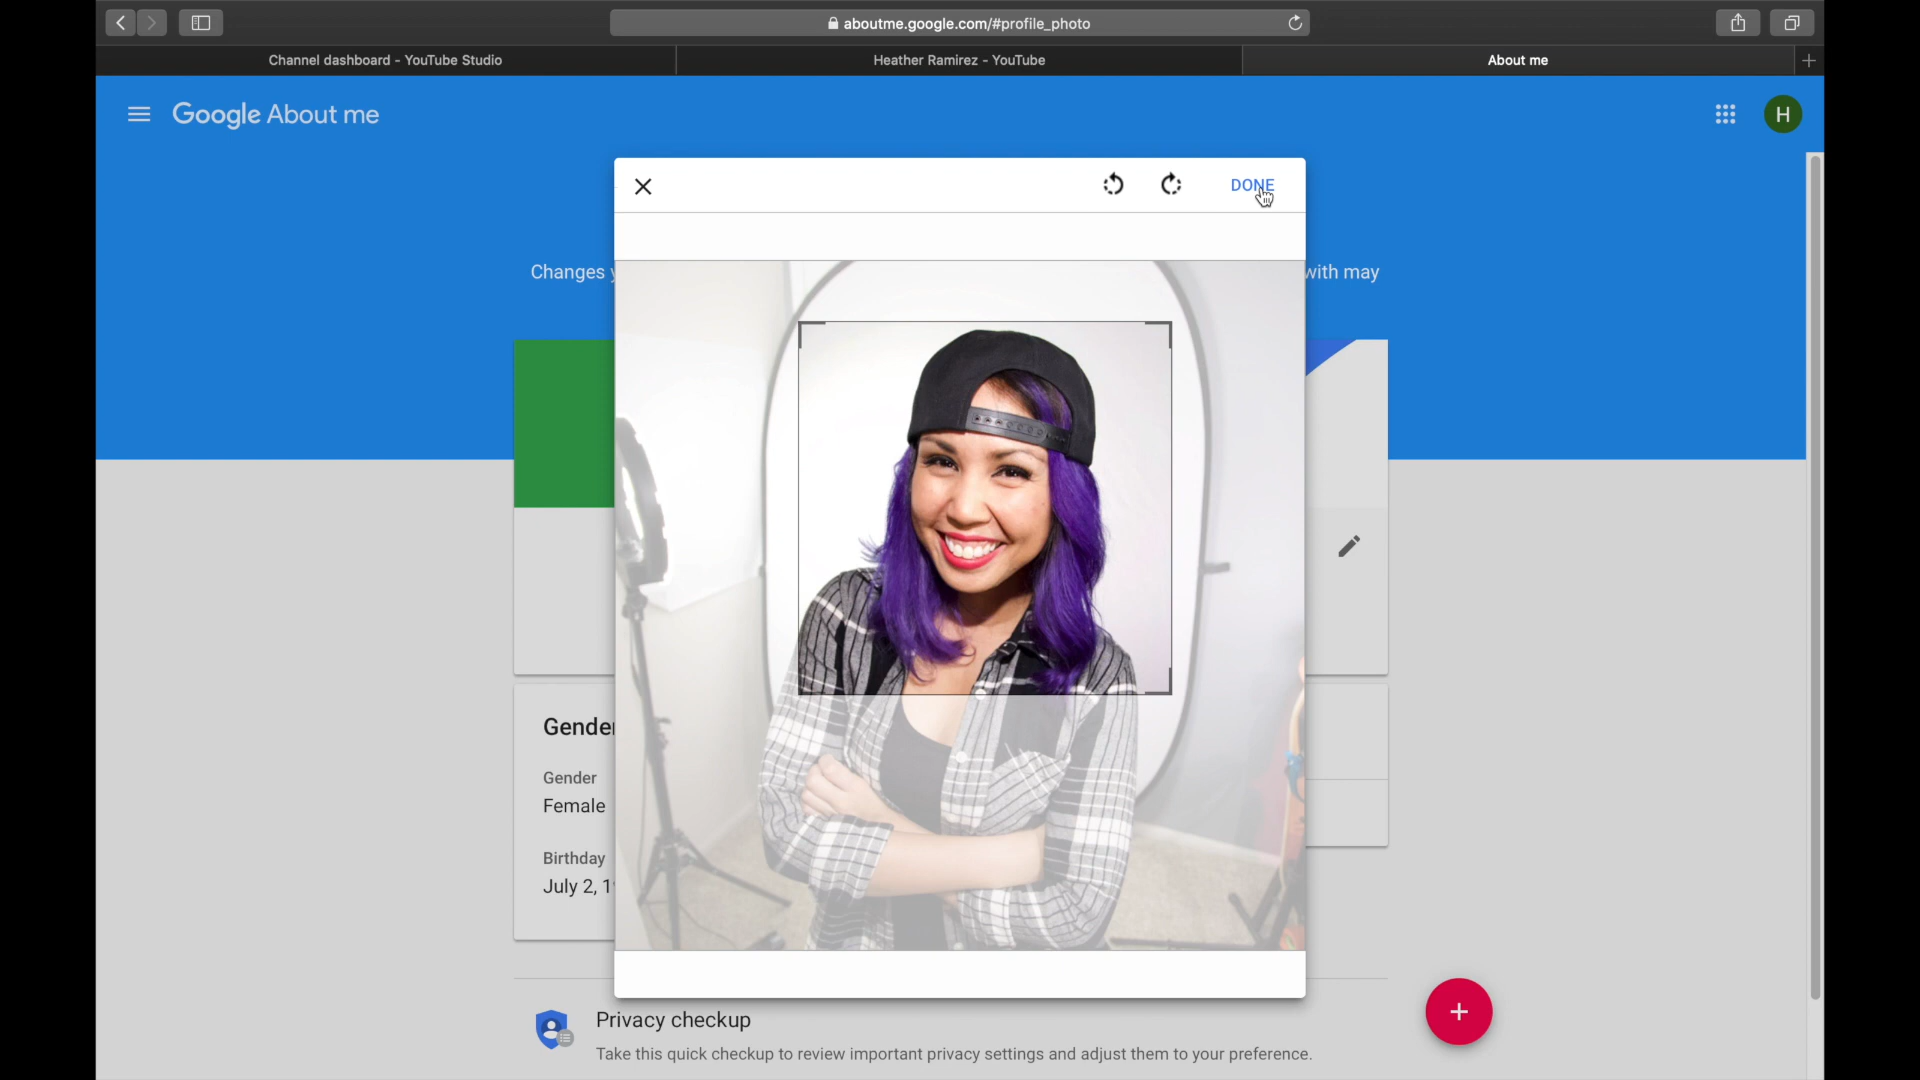 aboutme.google.com/#profile_photo
Channel dashboard - YouTube Studio
Heather Ramirez - YouTube
About me
Google About me
H
DONE
Changes
with may
Gender
Gender
Female
Birthday
July 2, 1
Privacy checkup
Take this quick checkup to review important privacy settings and adjust them to your preference.